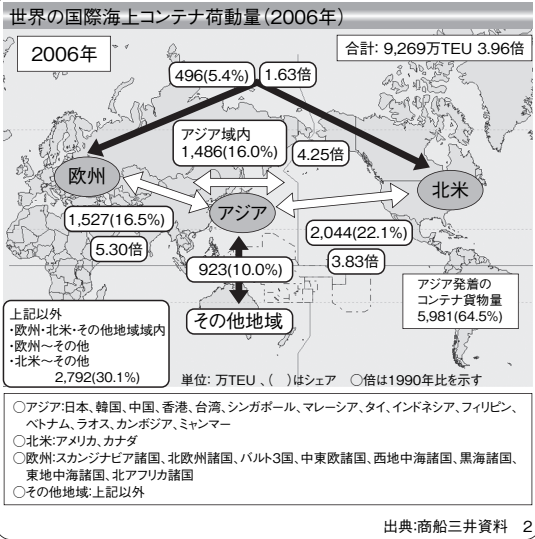 世界の国際海上コンテナ荷動量(2006年)
2006年
合計: 9,269万TEU 3.96倍
496(5.4%)
1.63倍
アジア域内
1,486(16.0%)
4.25倍
欧州
北米
アジア
1,527(16.5%)
5.30倍
2,044(22.1%)
3.83倍
923(10.0%)
その他地域
アジア発着の
コンテナ貨物量
5,981(64.5%)
上記以外
・欧州・北米・その他地域域内
・欧州〜その他
・北米〜その他
2,792(30.1%)
単位: 万TEU 、( )はシェア ○倍は1990年比を示す
○アジア:日本、韓国、中国、香港、台湾、シンガポール、マレーシア、タイ、インドネシア、フィリピン、
ベトナム、ラオス、カンボジア、ミャンマー
○北米:アメリカ、カナダ
○欧州:スカンジナビア諸国、北欧州諸国、バルト3国、中東欧諸国、西地中海諸国、黒海諸国、
東地中海諸国、北アフリカ諸国
○その他地域:上記以外
出典:商船三井資料 2